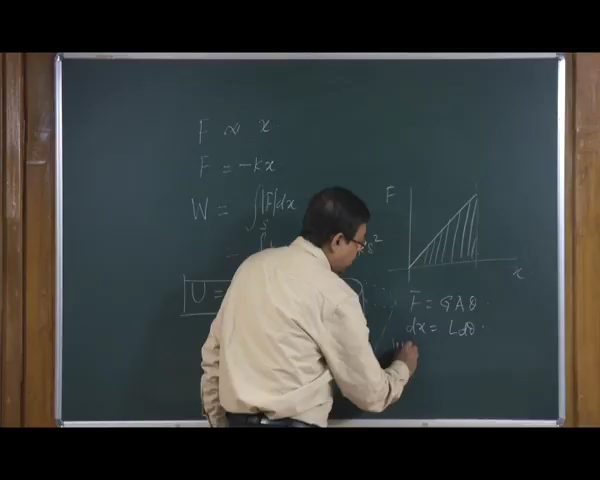 F ∝ x
F = -kx
W = ∫|F|dx
=
U =
F
x
F = GAθ
dx = Ldθ